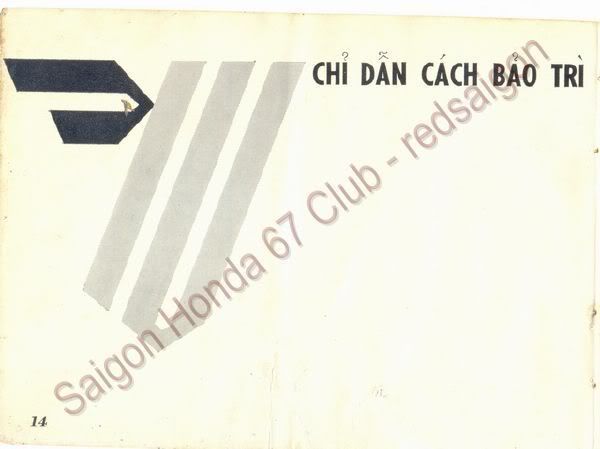 CHỈ DẪN CÁCH BẢO TRÌ
Saigon Honda 67 Club - redsaigon
14